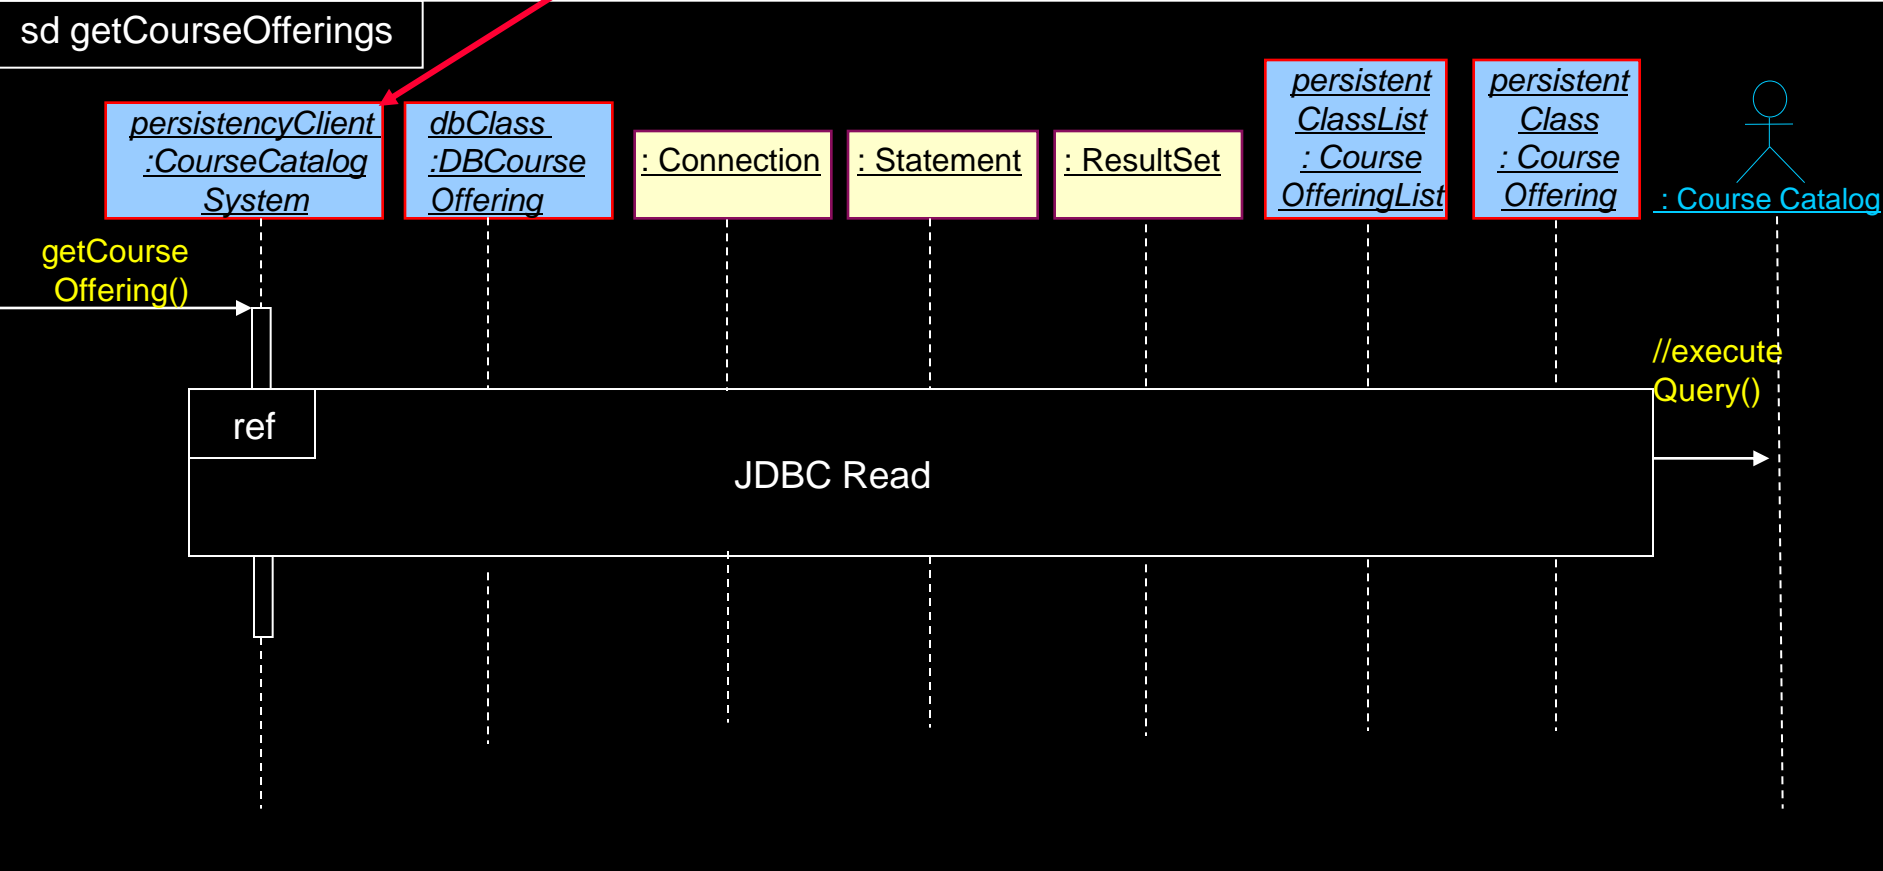 sd getCourseOfferings
persistencyClient
:CourseCatalog
System
dbClass
:DBCourse
Offering
: Connection
: Statement
: ResultSet
persistent
ClassList
: Course
OfferingList
persistent
Class
: Course
Offering
: Course Catalog
getCourse
Offering()
//execute
Query()
ref
JDBC Read